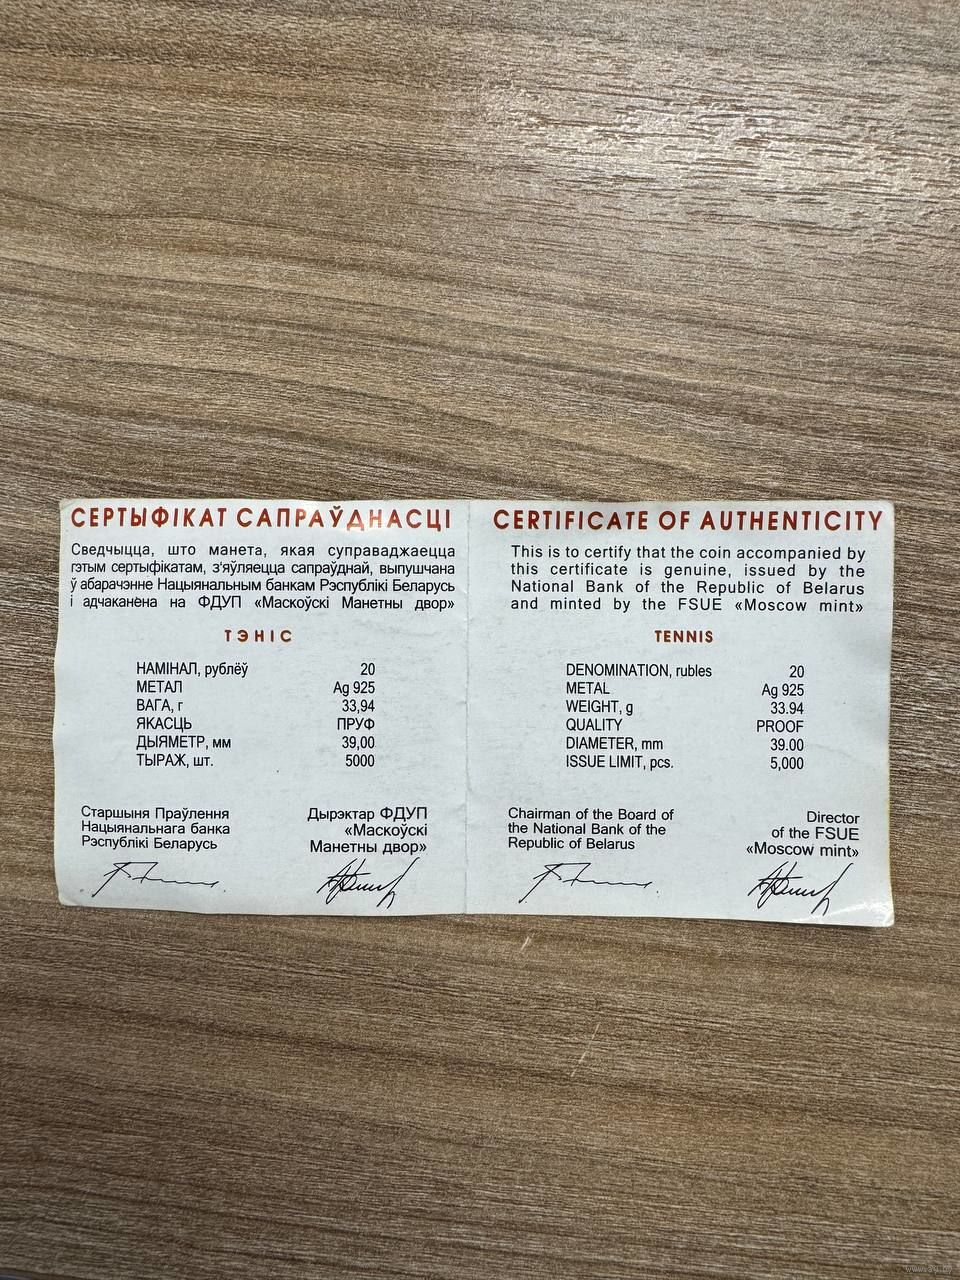 СЕРТЫФІКАТ САПРАЎДНАСЦІ
Сведчыцца, што манета, якая суправаджаецца
гэтым сертыфікатам, з'яўляецца сапраўднай, выпушчана
ў абарачэнне Нацыянальным банкам Рэспублікі Беларусь
і адчаканена на ФДУП «Маскоўскі Манетны двор»
ТЭНІС
НАМІНАЛ, рублёў 20
МЕТАЛ Ag 925
ВАГА, г 33,94
ЯКАСЦЬ ПРУФ
ДЫЯМЕТР, мм 39,00
ТЫРАЖ, шт. 5000
Старшыня Праўлення
Нацыянальнага банка
Рэспублікі Беларусь
Дырэктар ФДУП
«Маскоўскі
Манетны двор»
CERTIFICATE OF AUTHENTICITY
This is to certify that the coin accompanied by
this certificate is genuine, issued by the
National Bank of the Republic of Belarus
and minted by the FSUE «Moscow mint»
TENNIS
DENOMINATION, rubles 20
METAL Ag 925
WEIGHT, g 33.94
QUALITY PROOF
DIAMETER, mm 39.00
ISSUE LIMIT, pcs. 5,000
Chairman of the Board of
the National Bank of the
Republic of Belarus
Director
of the FSUE
«Moscow mint»